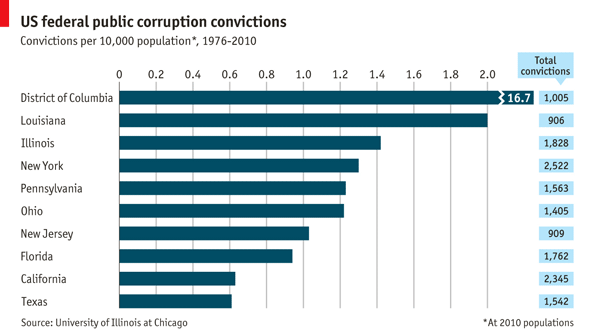 US federal public corruption convictions
Convictions per 10,000 population*, 1976-2010
Total
convictions
0 0.2 0.4 0.6 0.8 1.0 1.2 1.4 1.6 1.8 2.0
District of Columbia 16.7 1,005
Louisiana 906
Illinois 1,828
New York 2,522
Pennsylvania 1,563
Ohio 1,405
New Jersey 909
Florida 1,762
California 2,345
Texas 1,542
Source: University of Illinois at Chicago *At 2010 populations